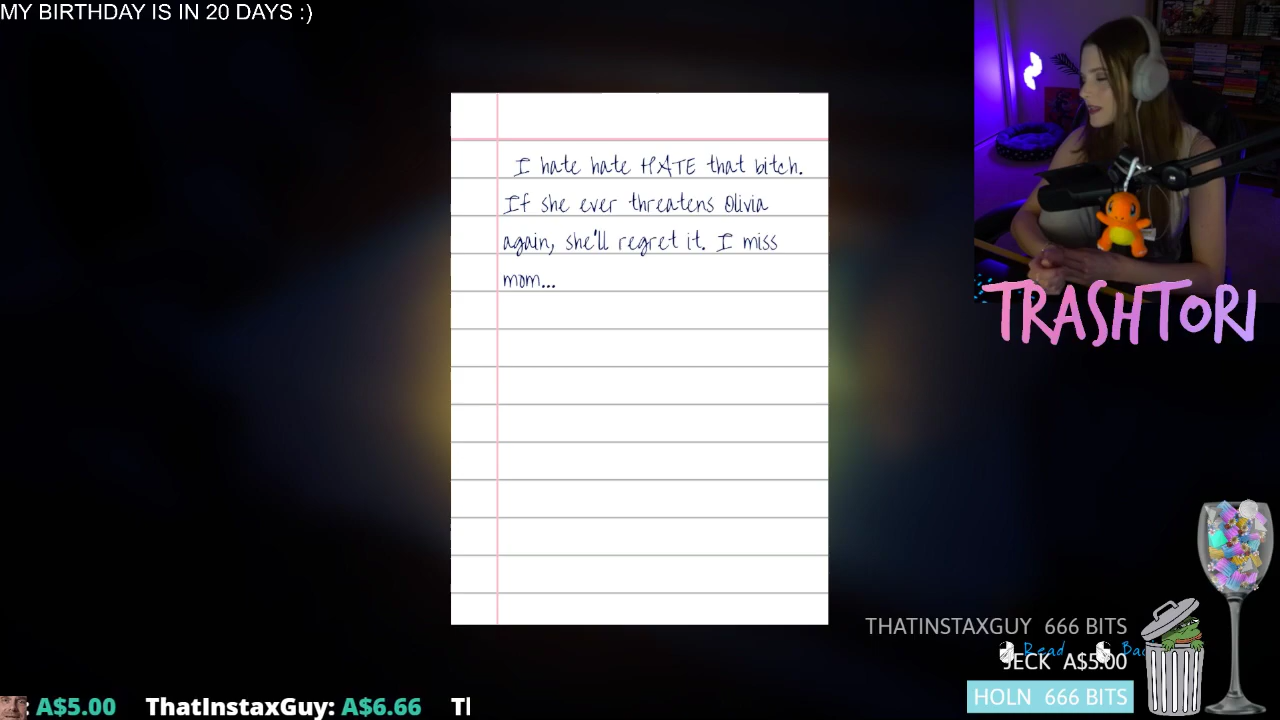 MY BIRTHDAY IS IN 20 DAYS :)
I hate hate HATE that bitch.
If she ever threatens Olivia
again, she'll regret it. I miss
mom...
TRASHTORI
THATINSTAXGUY 666 BITS
Read
JECK A$5.00
HOLN 666 BITS
: A$5.00 ThatInstaxGuy: A$6.66